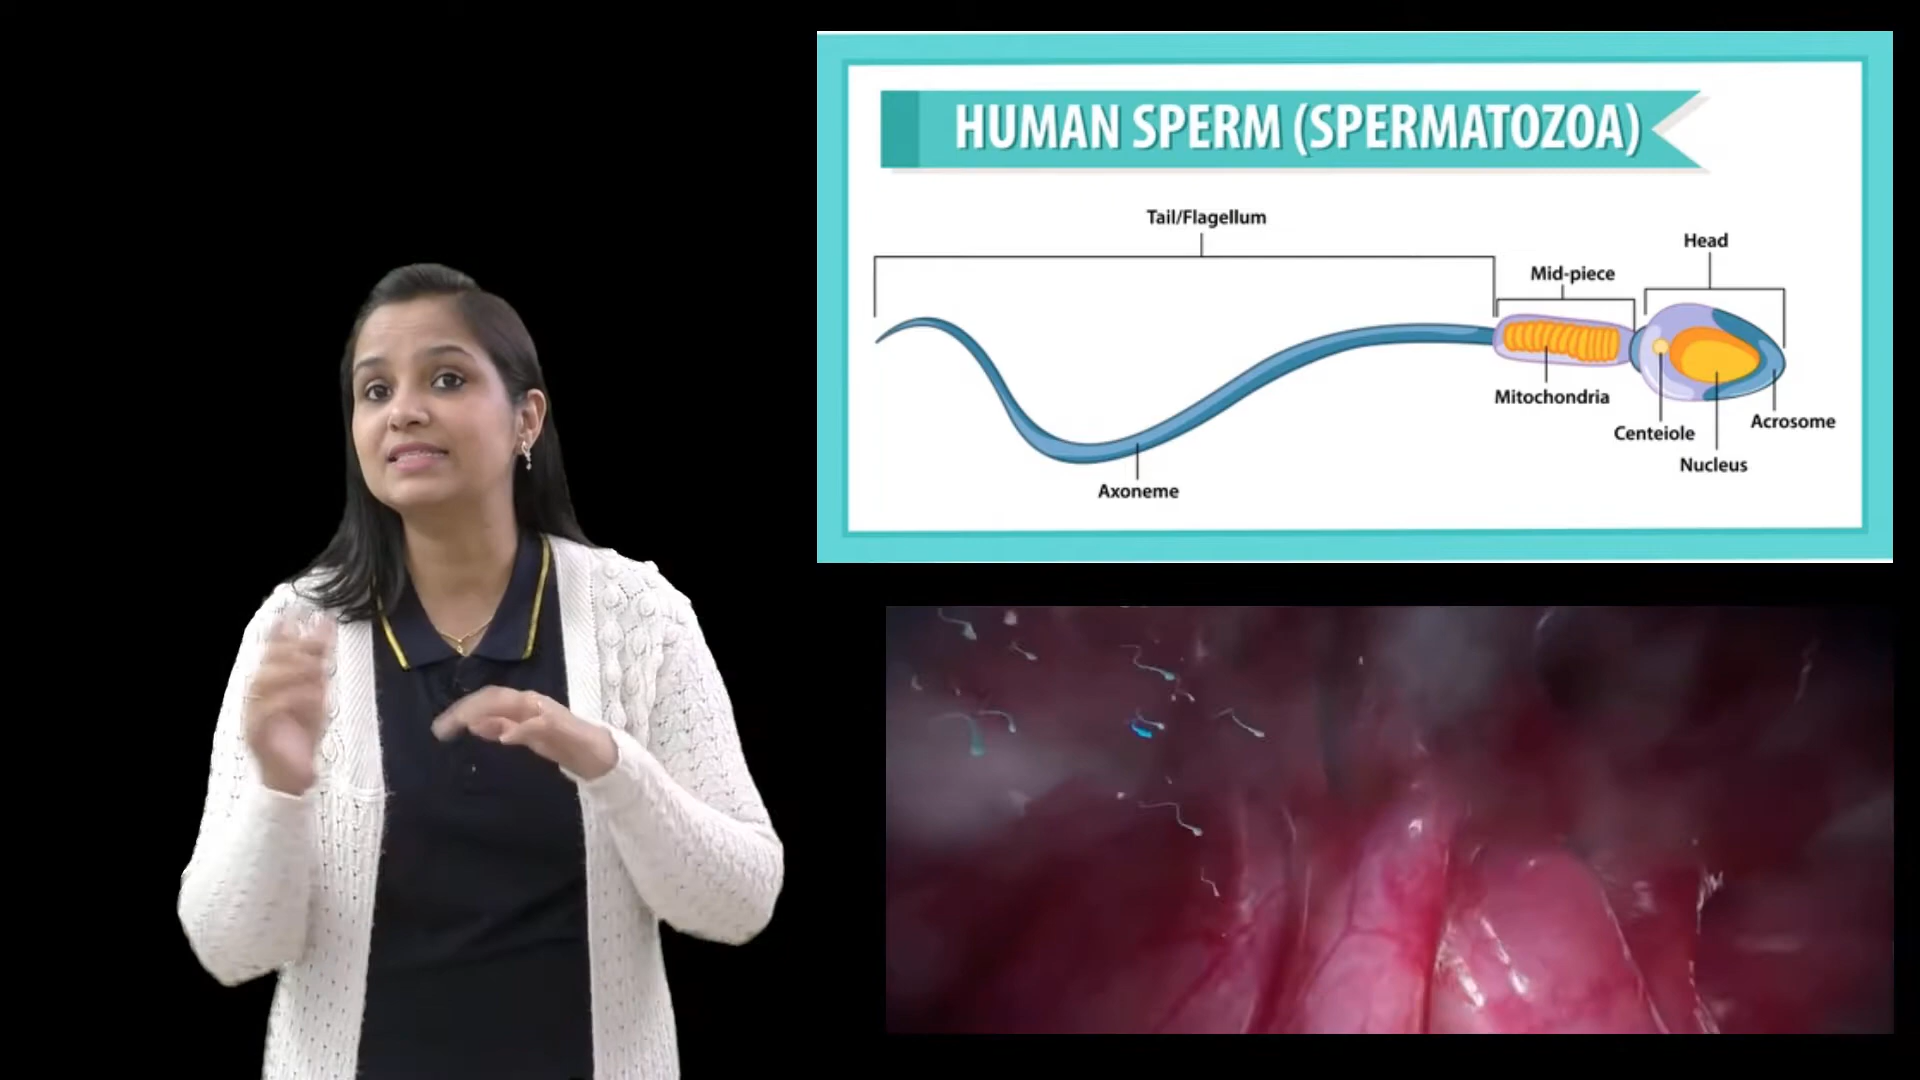 HUMAN SPERM (SPERMATOZOA)
Tail/Flagellum
Head
Mid-piece
Mitochondria
Acrosome
Centeiole
Nucleus
Axoneme